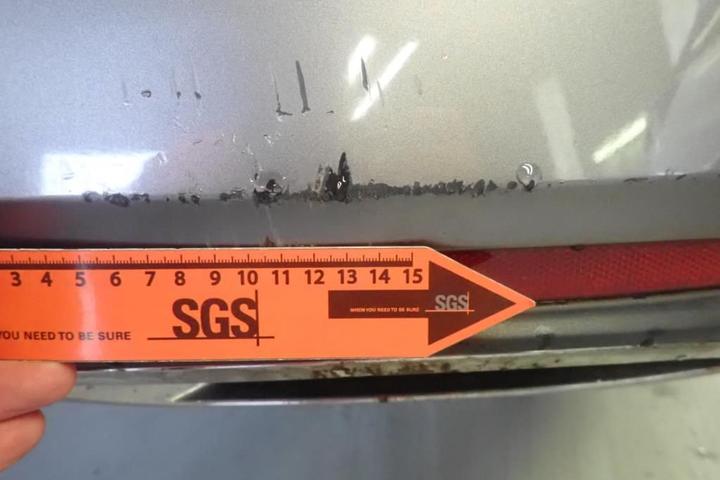 3 4 5 6 7 8 9 10 11 12 13 14 15
SGS
WHEN YOU NEED TO BE SURE
SGS
YOU NEED TO BE SURE